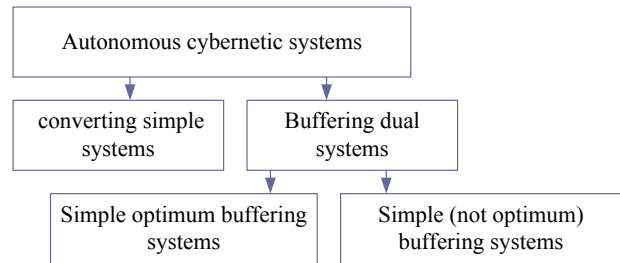 Autonomous cybernetic systems
converting simple
systems
Buffering dual
systems
Simple optimum buffering
systems
Simple (not optimum)
buffering systems